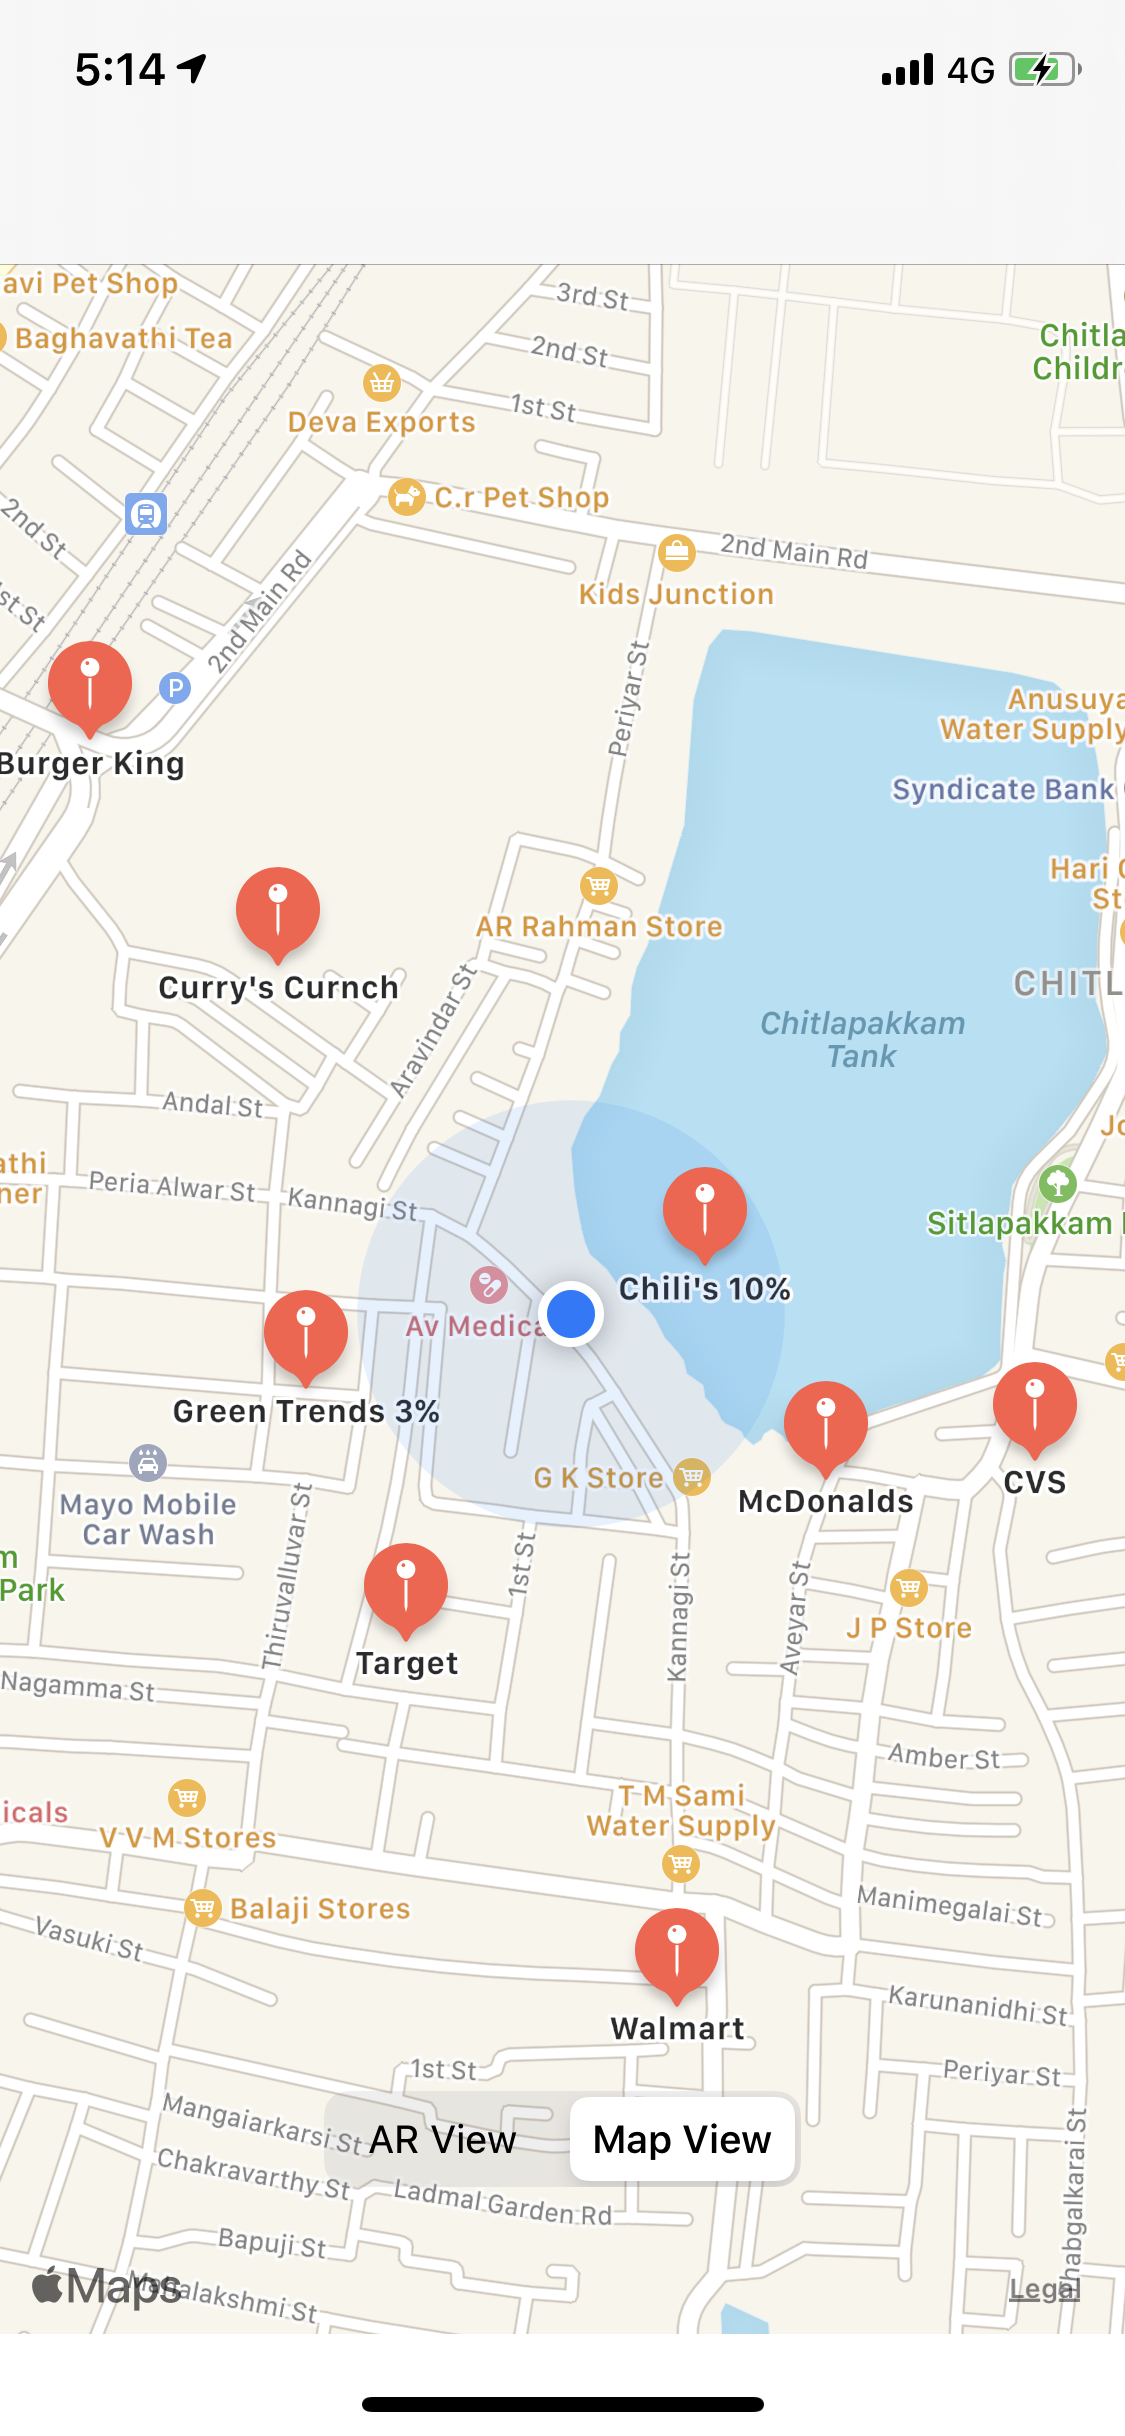 5:14
4G
avi Pet Shop
Baghavathi Tea
3rd St
2nd St
1st St
Chitla
Childr
Deva Exports
C.r Pet Shop
2nd St
2nd Main Rd
Kids Junction
1st St
2nd Main Rd
P
Periyar St
Burger King
Anusuya
Water Supply
Syndicate Bank
Hari
St
AR Rahman Store
Curry's Curnch
CHITL
Aravindar St
Chitlapakkam
Tank
Andal St
Jo
athi
ner
Peria Alwar St
Kannagi St
Sitlapakkam
Chili's 10%
Av Medica
Green Trends 3%
G K Store
McDonalds
CVS
Mayo Mobile
Car Wash
m
Park
Thiruvalluvar St
1st St
Kannagi St
Aveyar St
J P Store
Target
Nagamma St
Amber St
icals
V V M Stores
T M Sami
Water Supply
Balaji Stores
Manimegalai St
Vasuki St
Karunanidhi St
Walmart
1st St
Periyar St
Mangaiarkarsi St
AR View
Map View
Chakravarthy St
Ladmal Garden Rd
Bapuji St
Maps
Mahalakshmi St
Legal